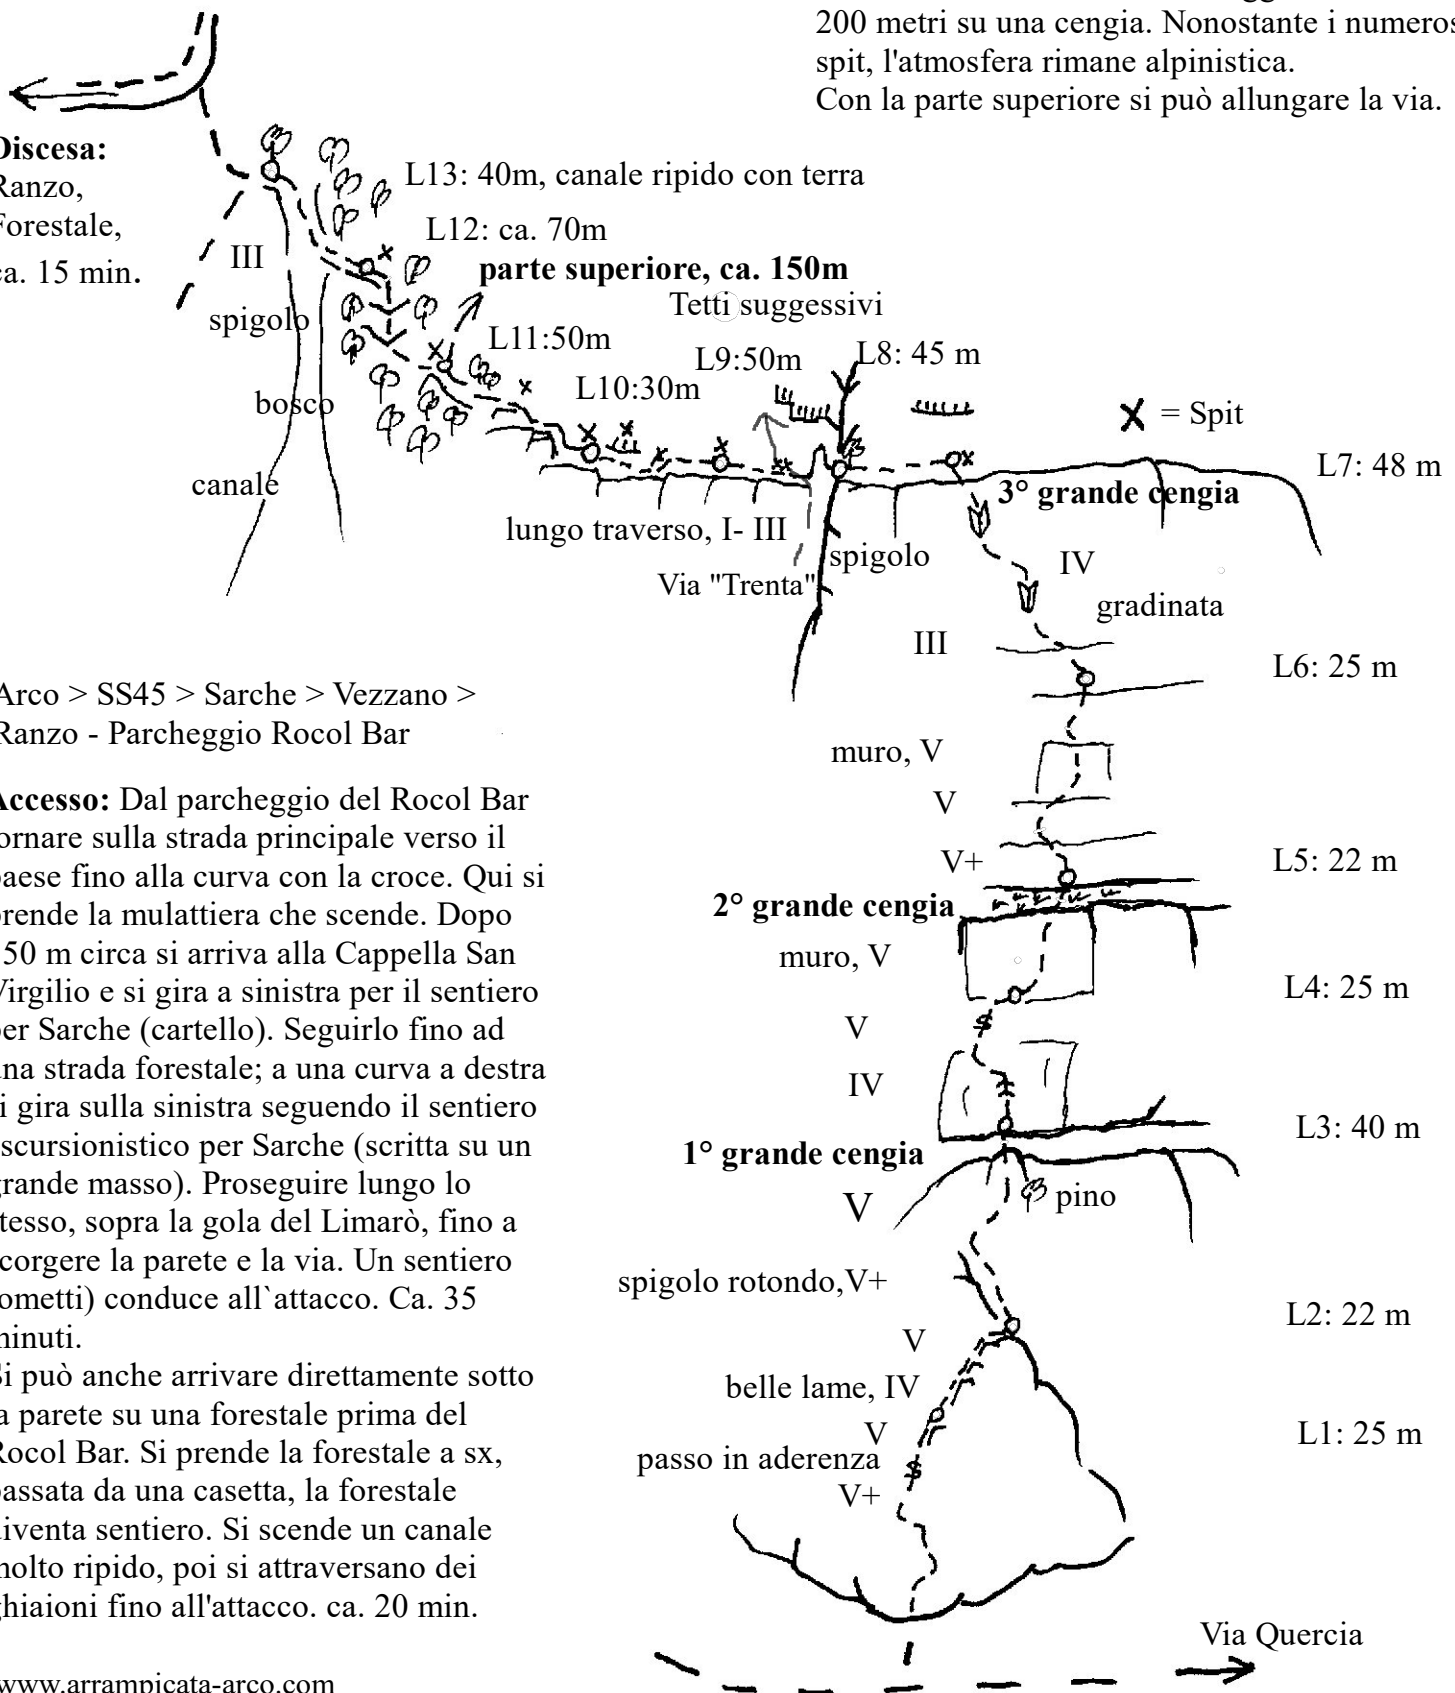 200 metri su una cengia. Nonostante i numeros
spit, l'atmosfera rimane alpinistica.
Con la parte superiore si può allungare la via.
Discesa:
Ranzo,
Forestale,
ca. 15 min.
L13: 40m, canale ripido con terra
L12: ca. 70m
parte superiore, ca. 150m
Tetti suggessivi
III
spigolo
L11:50m
L9:50m
L8: 45 m
L10:30m
bosco
X = Spit
canale
L7: 48 m
3° grande cengia
lungo traverso, I- III
spigolo
Via "Trenta"
IV
gradinata
III
L6: 25 m
Arco > SS45 > Sarche > Vezzano >
Ranzo - Parcheggio Rocol Bar
muro, V
V
V+
L5: 22 m
2° grande cengia
muro, V
L4: 25 m
V
IV
L3: 40 m
1° grande cengia
V
pino
spigolo rotondo,V+
L2: 22 m
V
belle lame, IV
V
L1: 25 m
passo in aderenza
V+
Accesso: Dal parcheggio del Rocol Bar
tornare sulla strada principale verso il
paese fino alla curva con la croce. Qui si
prende la mulattiera che scende. Dopo
50 m circa si arriva alla Cappella San
Virgilio e si gira a sinistra per il sentiero
per Sarche (cartello). Seguirlo fino ad
una strada forestale; a una curva a destra
si gira sulla sinistra seguendo il sentiero
escursionistico per Sarche (scritta su un
grande masso). Proseguire lungo lo
stesso, sopra la gola del Limarò, fino a
scorgere la parete e la via. Un sentiero
ometti) conduce all`attacco. Ca. 35
minuti.
Si può anche arrivare direttamente sotto
la parete su una forestale prima del
Rocol Bar. Si prende la forestale a sx,
passata da una casetta, la forestale
diventa sentiero. Si scende un canale
molto ripido, poi si attraversano dei
ghiaioni fino all'attacco. ca. 20 min.
Via Quercia
www.arrampicata-arco.com